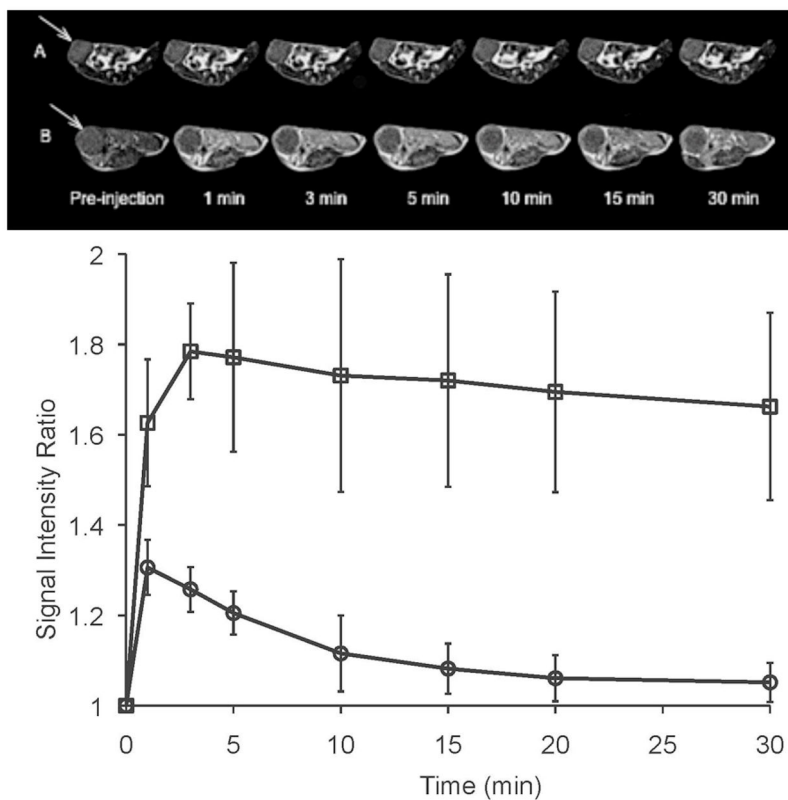 A
B
Pre-injection 1 min 3 min 5 min 10 min 15 min 30 min
2
1.8
1.6
1.4
1.2
1
Signal Intensity Ratio
0 5 10 15 20 25 30
Time (min)